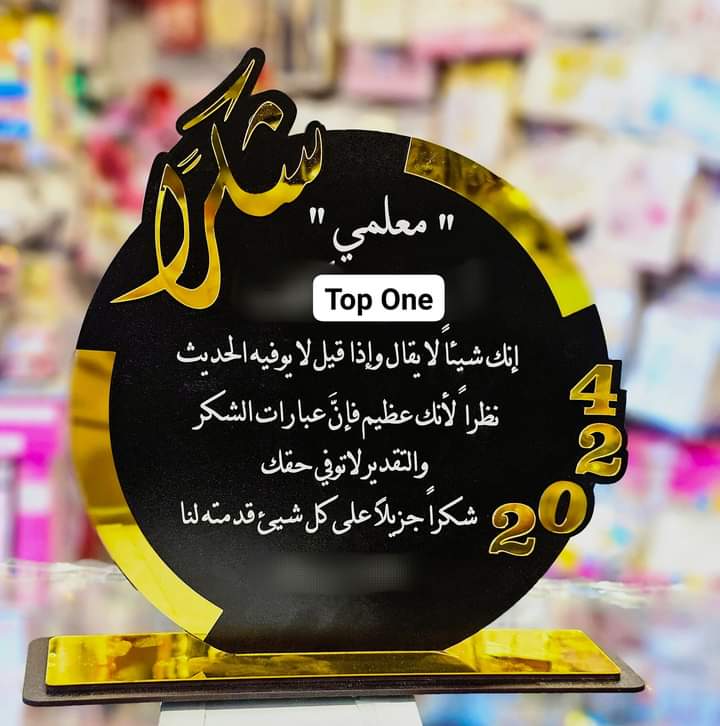 شكرًا
" معلمي "
Top One
إنك شيئاً لا يقال وإذا قيل لا يوفيه الحديث
نظراً لأنك عظيم فإنَّ عبارات الشكر
والتقدير لا توفي حقك
شكراً جزيلاً على كل شيئ قدمته لنا
2024